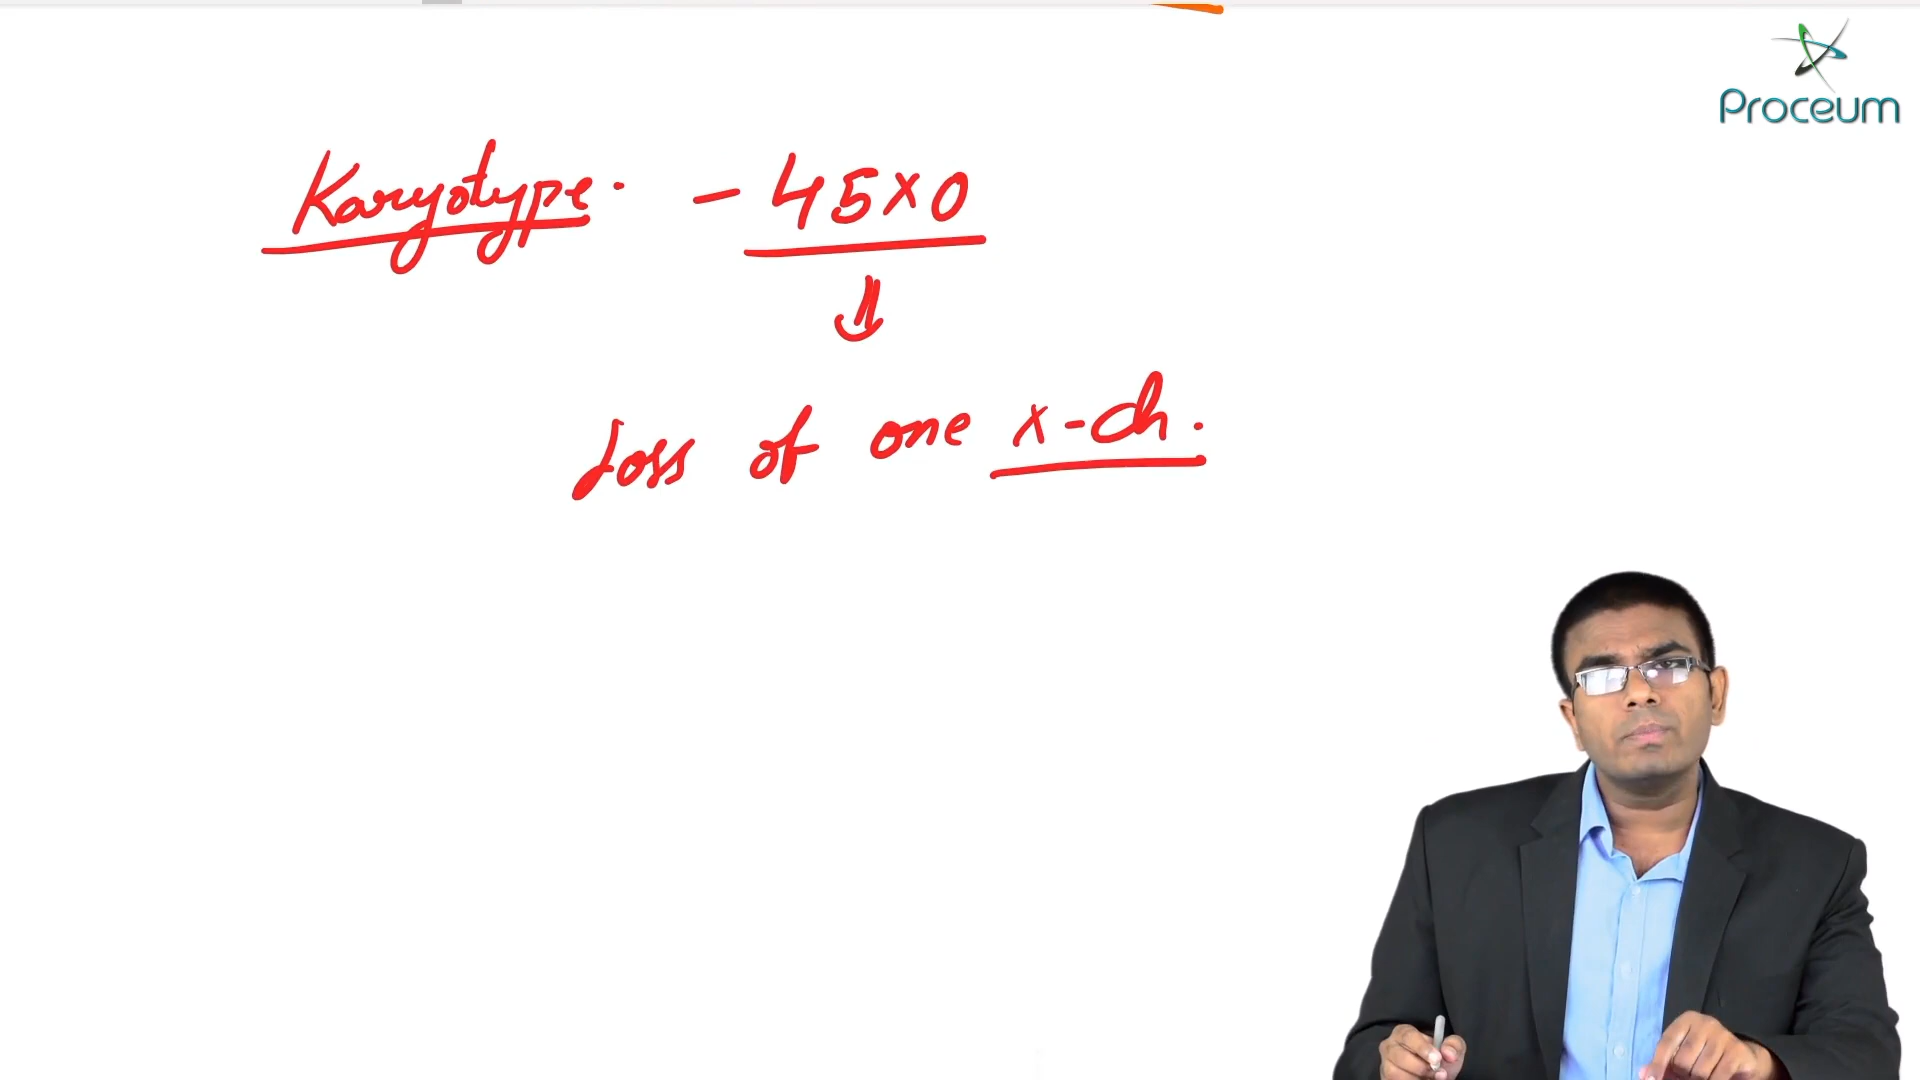 Proceum
Karyotype. - 45x0
Loss of one x-ch.